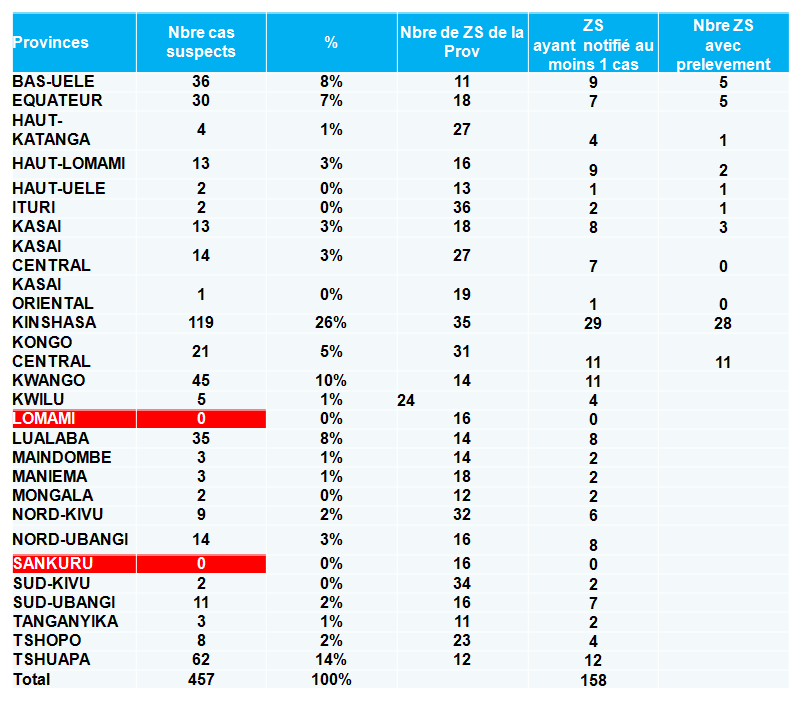 Provinces Nbre cas suspects % Nbre de ZS de la Prov ZS ayant notifié au moins 1 cas Nbre ZS avec prelevement
BAS-UELE 36 8% 11 9 5
EQUATEUR 30 7% 18 7 5
HAUT-KATANGA 4 1% 27 4 1
HAUT-LOMAMI 13 3% 16 9 2
HAUT-UELE 2 0% 13 1 1
ITURI 2 0% 36 2 1
KASAI 13 3% 18 8 3
KASAI CENTRAL 14 3% 27 7 0
KASAI ORIENTAL 1 0% 19 1 0
KINSHASA 119 26% 35 29 28
KONGO CENTRAL 21 5% 31 11 11
KWANGO 45 10% 14 11
KWILU 5 1% 24 4
LOMAMI 0 0% 16 0
LUALABA 35 8% 14 8
MAINDOMBE 3 1% 14 2
MANIEMA 3 1% 18 2
MONGALA 2 0% 12 2
NORD-KIVU 9 2% 32 6
NORD-UBANGI 14 3% 16 8
SANKURU 0 0% 16 0
SUD-KIVU 2 0% 34 2
SUD-UBANGI 11 2% 16 7
TANGANYIKA 3 1% 11 2
TSHOPO 8 2% 23 4
TSHUAPA 62 14% 12 12
Total 457 100% 158